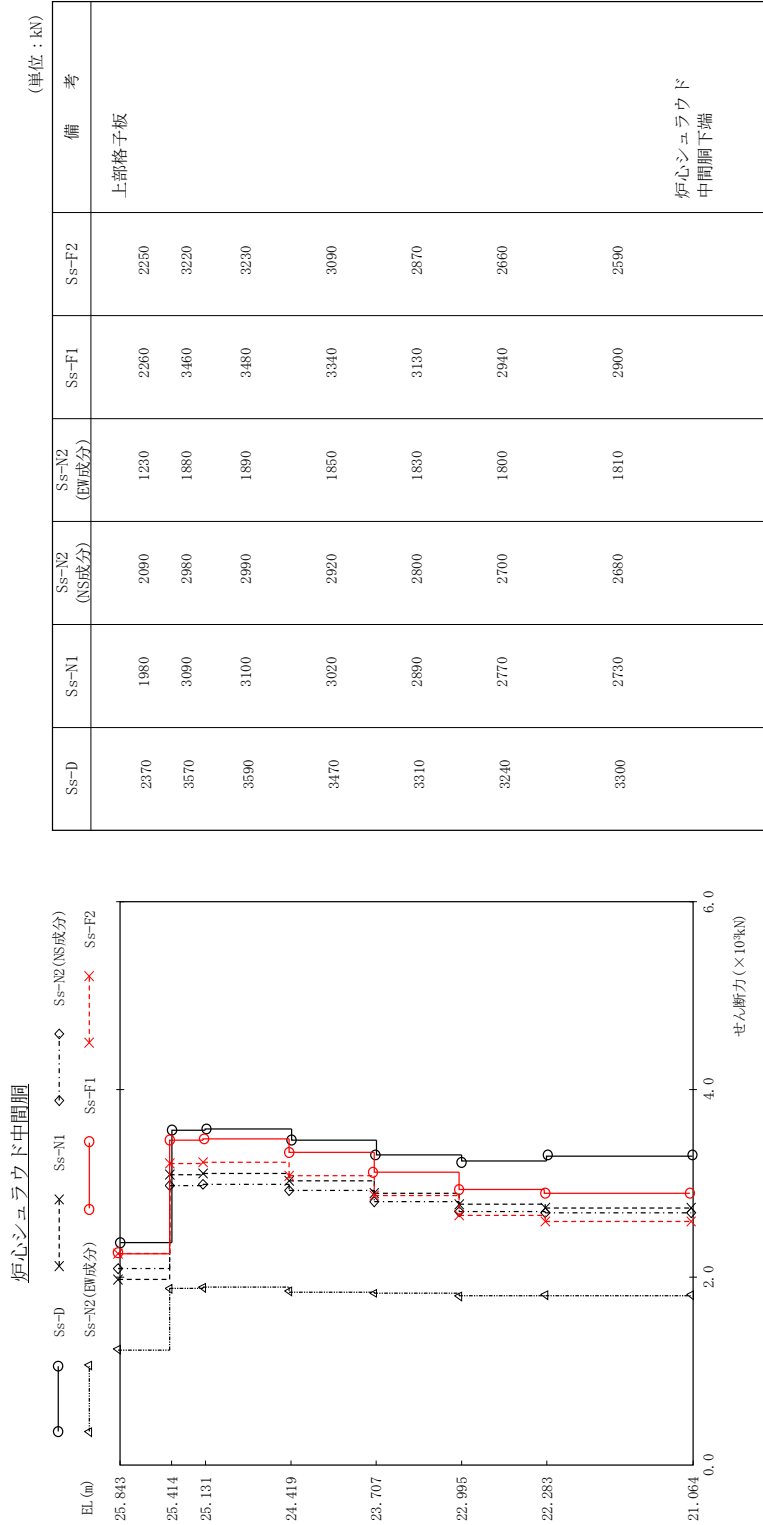 炉心シュラウド中間胴
Ss-D Ss-N1 Ss-N2(NS成分)
Ss-N2(EW成分) Ss-F1 Ss-F2
EL(m)
25.843
25.414
25.131
24.419
23.707
22.995
22.283
21.064
0.0 2.0 4.0 6.0
せん断力(×10³kN)
(単位：kN)
Ss-D Ss-N1 Ss-N2 (NS成分) Ss-N2 (EW成分) Ss-F1 Ss-F2 備 考
上部格子板
2370 1980 2090 1230 2260 2250
3570 3090 2980 1880 3460 3220
3590 3100 2990 1890 3480 3230
3470 3020 2920 1850 3340 3090
3310 2890 2800 1830 3130 2870
3240 2770 2700 1800 2940 2660
3300 2730 2680 1810 2900 2590
炉心シュラウド
中間胴下端